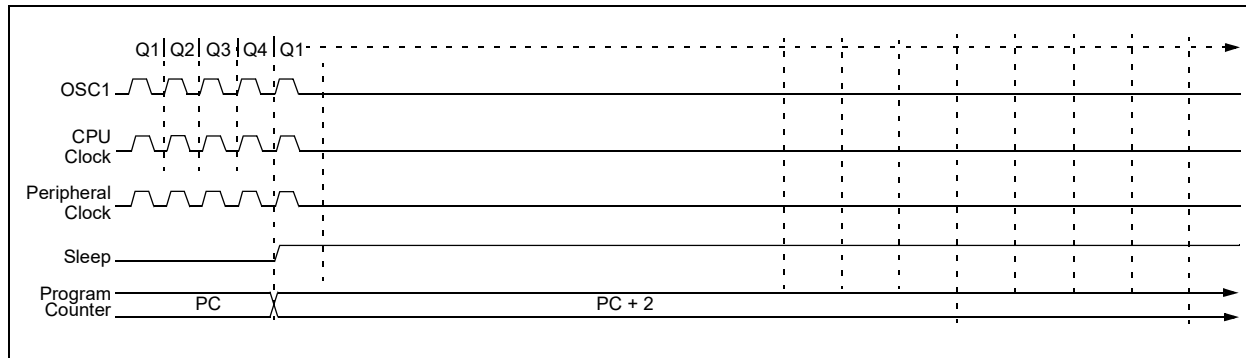 Q1 Q2 Q3 Q4 Q1
OSC1
CPU
Clock
Peripheral
Clock
Sleep
Program
Counter
PC
PC + 2